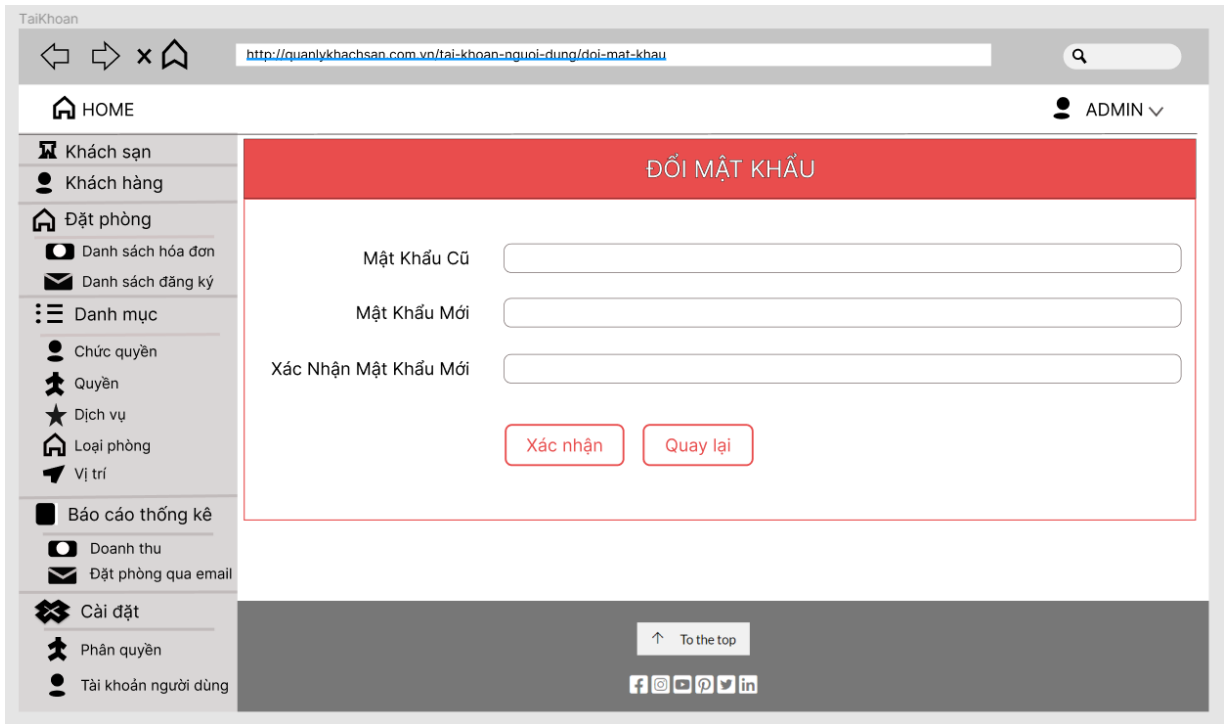 TaiKhoan
http://quanlykhachsan.com.vn/tai-khoan-nguoi-dung/doi-mat-khau
HOME
ADMIN
Khách sạn
Khách hàng
Đặt phòng
Danh sách hóa đơn
Danh sách đăng ký
Danh mục
Chức quyền
Quyền
Dịch vụ
Loại phòng
Vị trí
Báo cáo thống kê
Doanh thu
Đặt phòng qua email
Cài đặt
Phân quyền
Tài khoản người dùng
ĐỔI MẬT KHẨU
Mật Khẩu Cũ
Mật Khẩu Mới
Xác Nhận Mật Khẩu Mới
Xác nhận
Quay lại
To the top